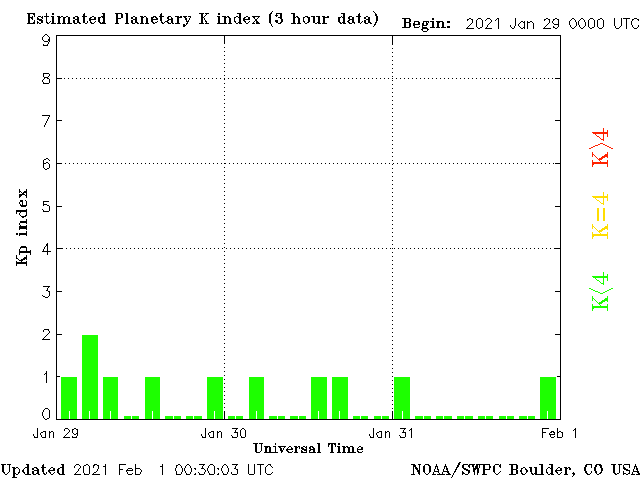 Estimated Planetary K index (3 hour data) Begin: 2021 Jan 29 0000 UTC
9
8
7
6
5
4
3
2
1
0
Kp index
K>4
K=4
K<4
Jan 29 Jan 30 Jan 31 Feb 1
Universal Time
Updated 2021 Feb 1 00:30:03 UTC NOAA/SWPC Boulder, CO USA